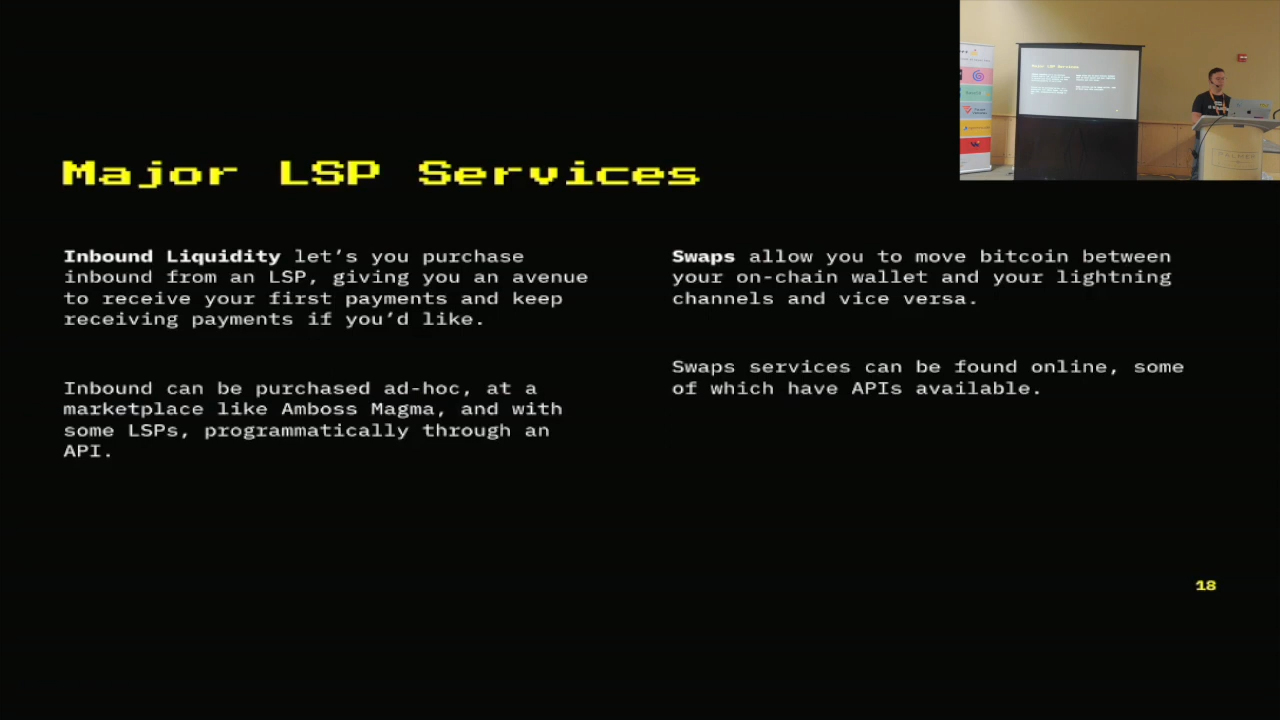 Major LSP Services
Inbound Liquidity let’s you purchase
inbound from an LSP, giving you an avenue
to receive your first payments and keep
receiving payments if you’d like.
Inbound can be purchased ad-hoc, at a
marketplace like Amboss Magma, and with
some LSPs, programmatically through an
API.
Swaps allow you to move bitcoin between
your on-chain wallet and your lightning
channels and vice versa.
Swaps services can be found online, some
of which have APIs available.
18
Major LSP Services
PALMER